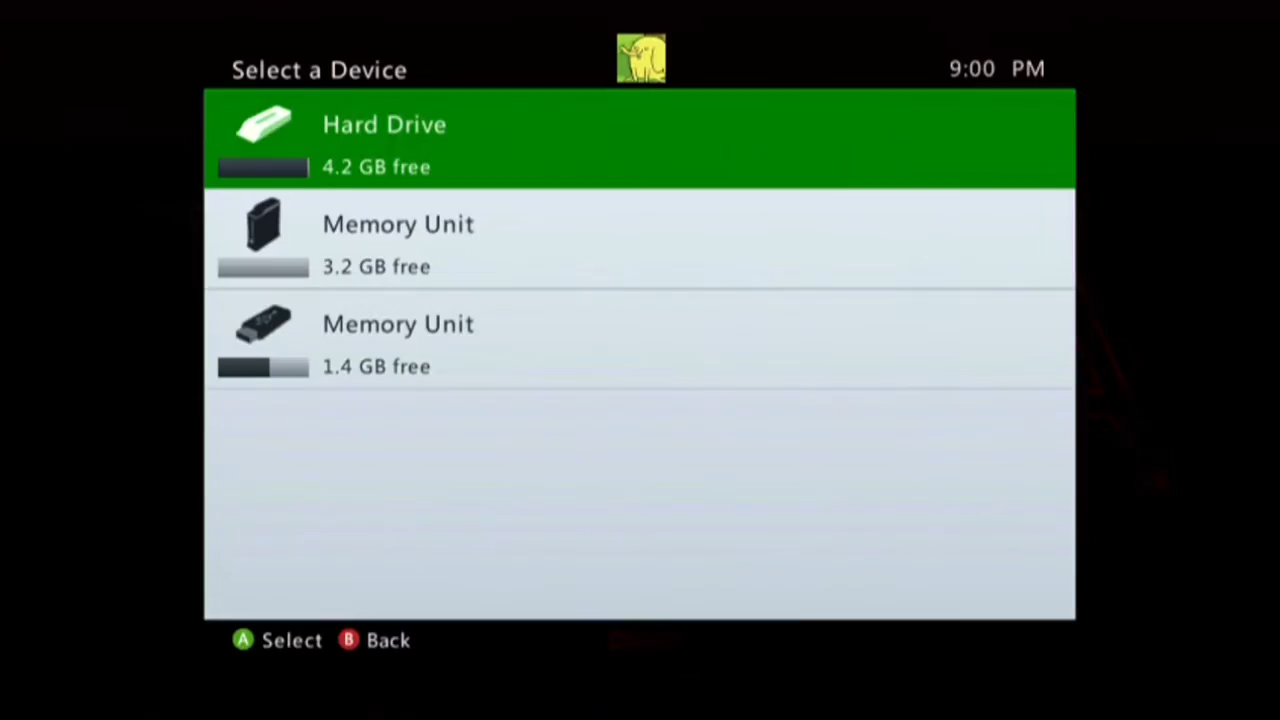 Select a Device
9:00 PM
Hard Drive
4.2 GB free
Memory Unit
3.2 GB free
Memory Unit
1.4 GB free
A Select B Back